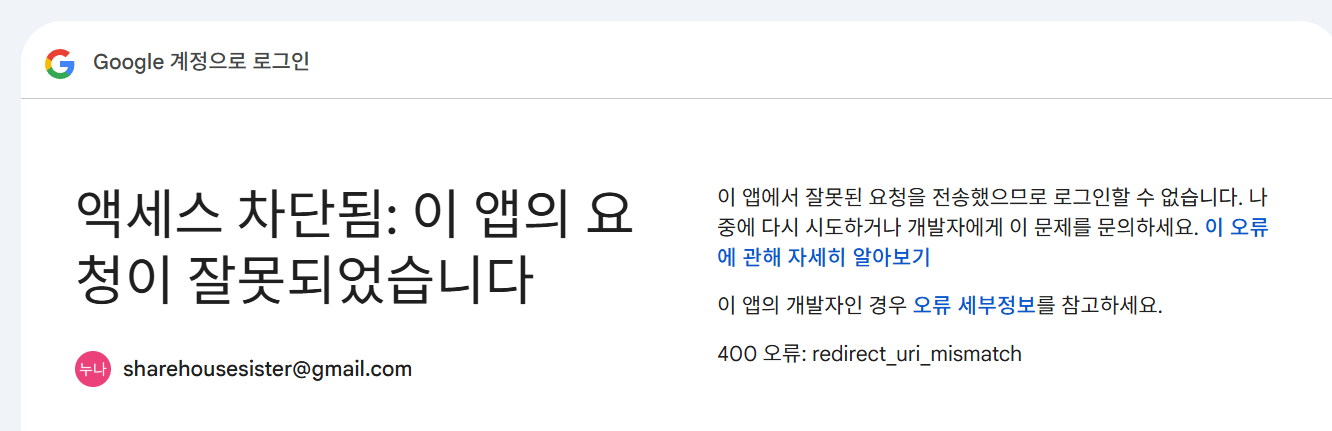 Google 계정으로 로그인
액세스 차단됨: 이 앱의 요
청이 잘못되었습니다
누나 sharehousesister@gmail.com
이 앱에서 잘못된 요청을 전송했으므로 로그인할 수 없습니다. 나
중에 다시 시도하거나 개발자에게 이 문제를 문의하세요. 이 오류
에 관해 자세히 알아보기
이 앱의 개발자인 경우 오류 세부정보를 참고하세요.
400 오류: redirect_uri_mismatch